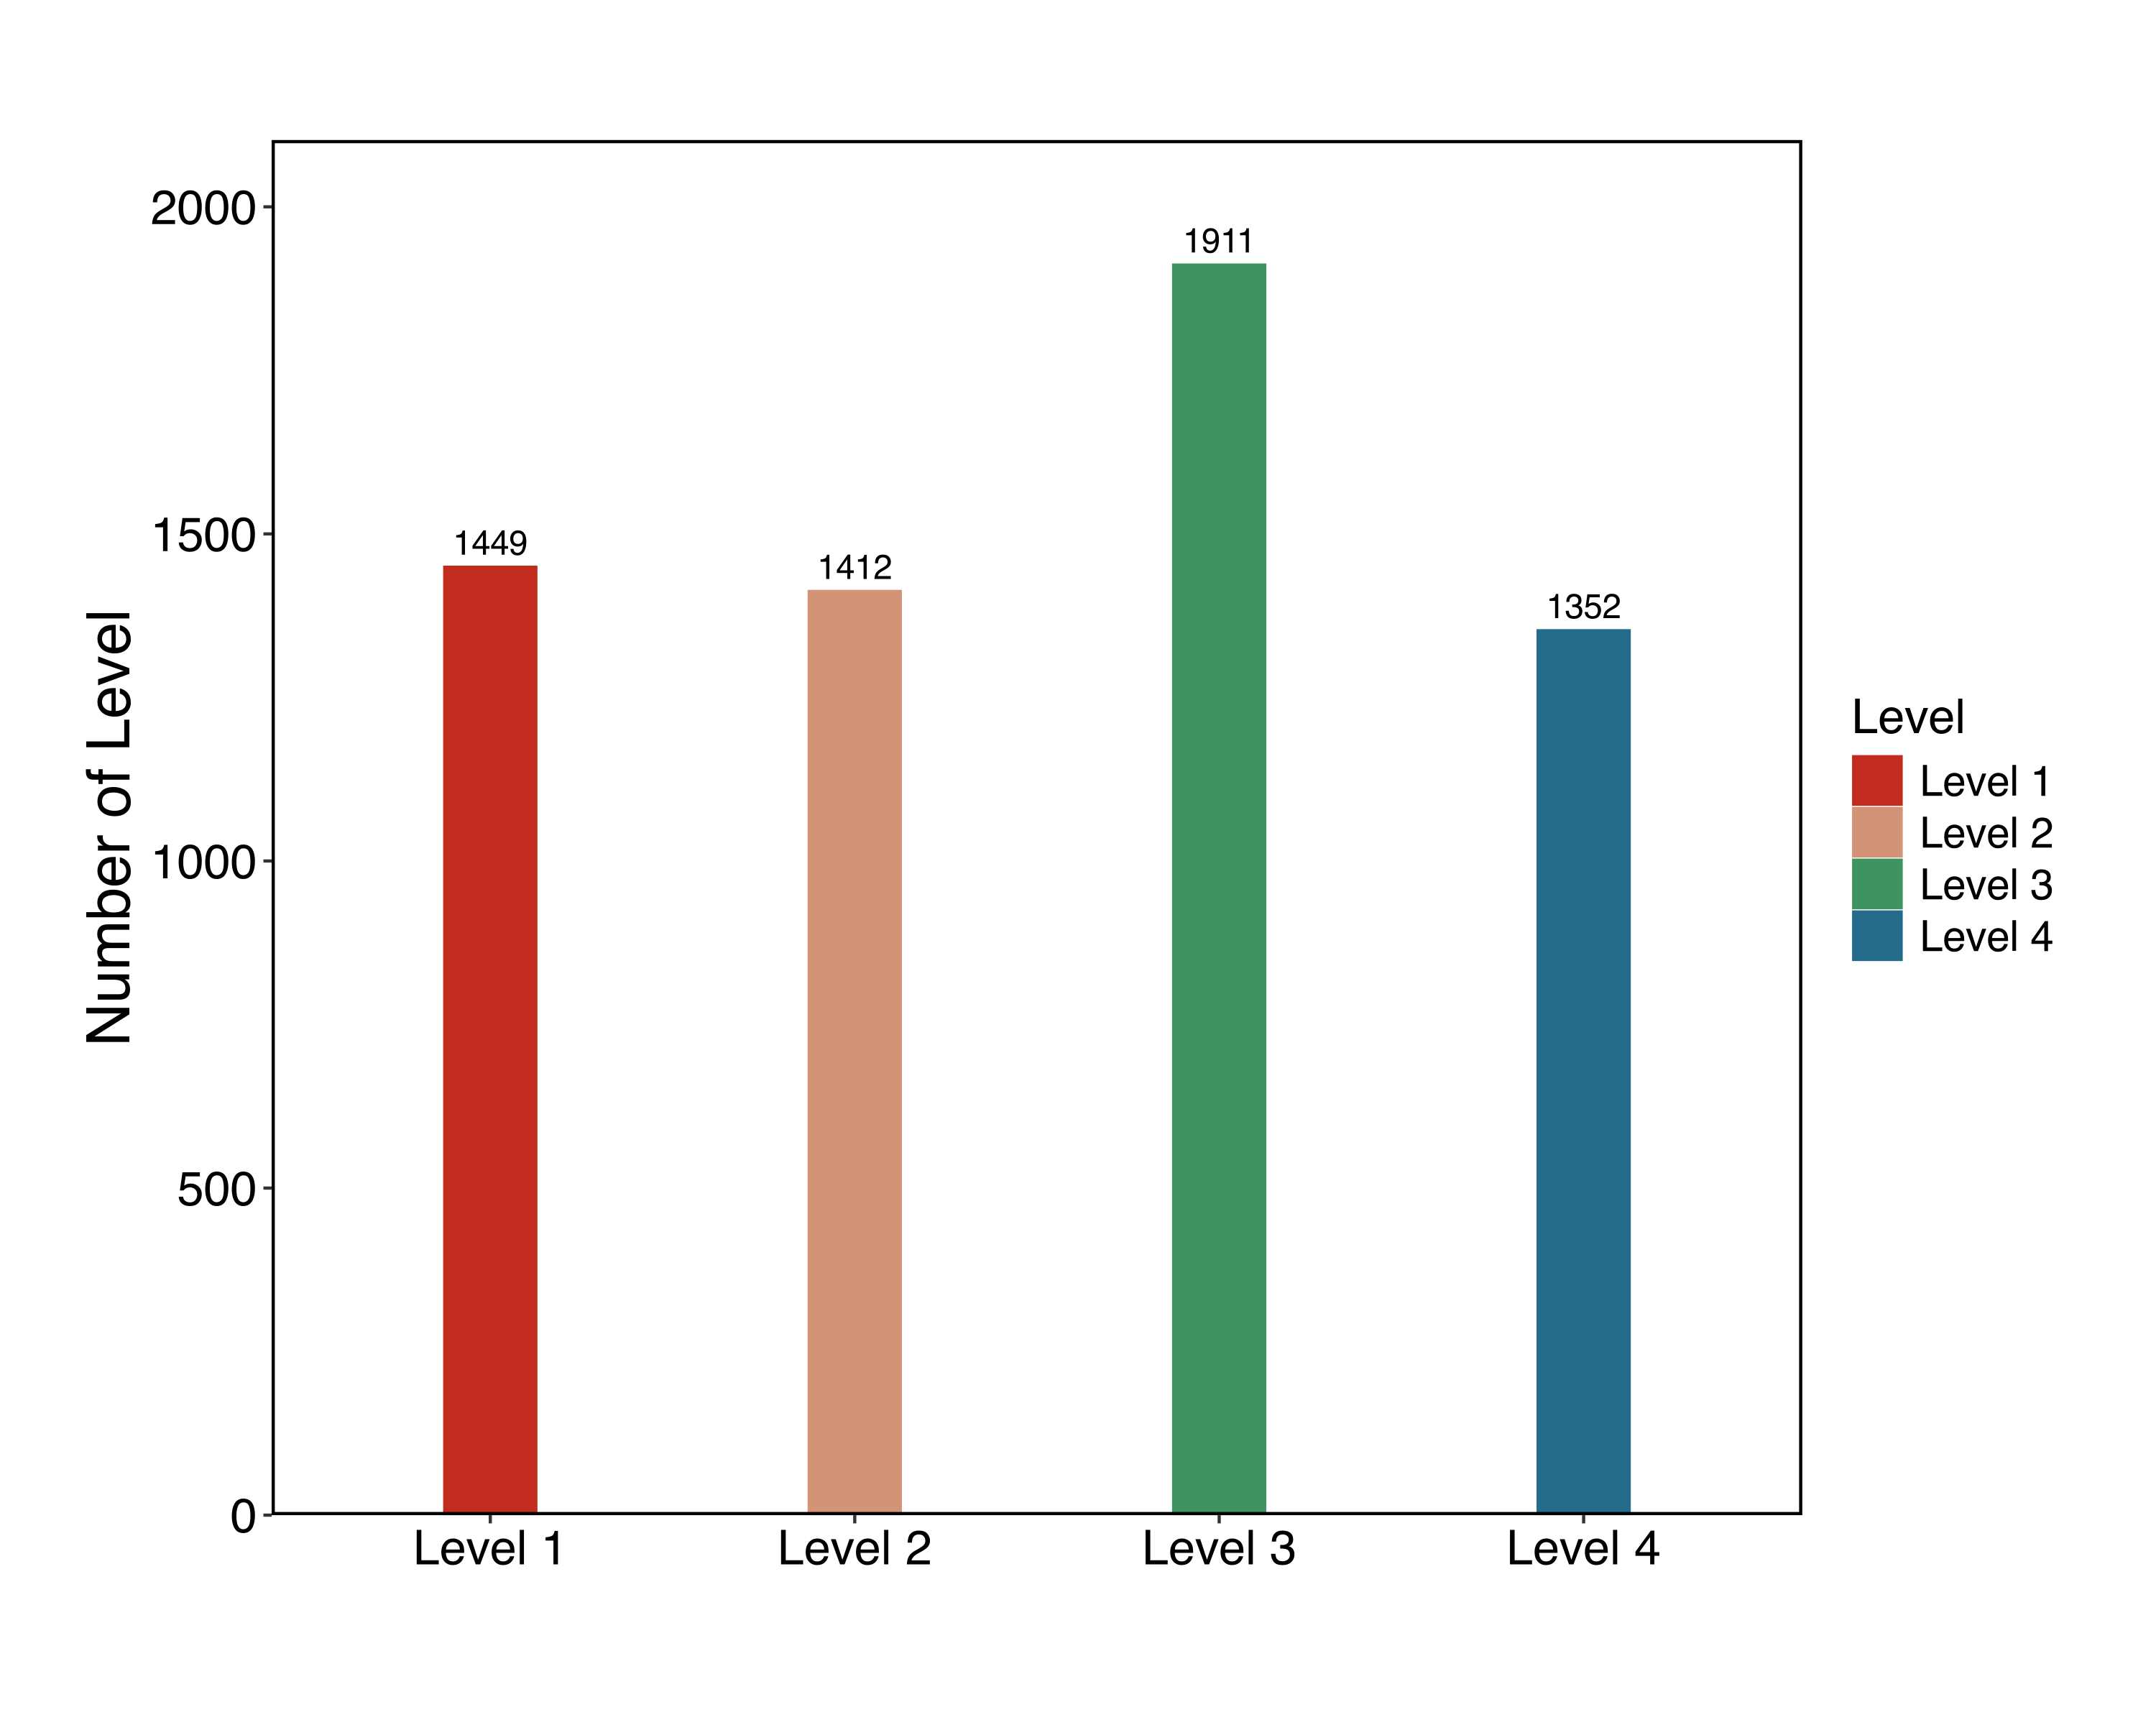 Number of Level
2000
1500
1000
500
0
1449
1412
1911
1352
Level 1
Level 2
Level 3
Level 4
Level
Level 1
Level 2
Level 3
Level 4